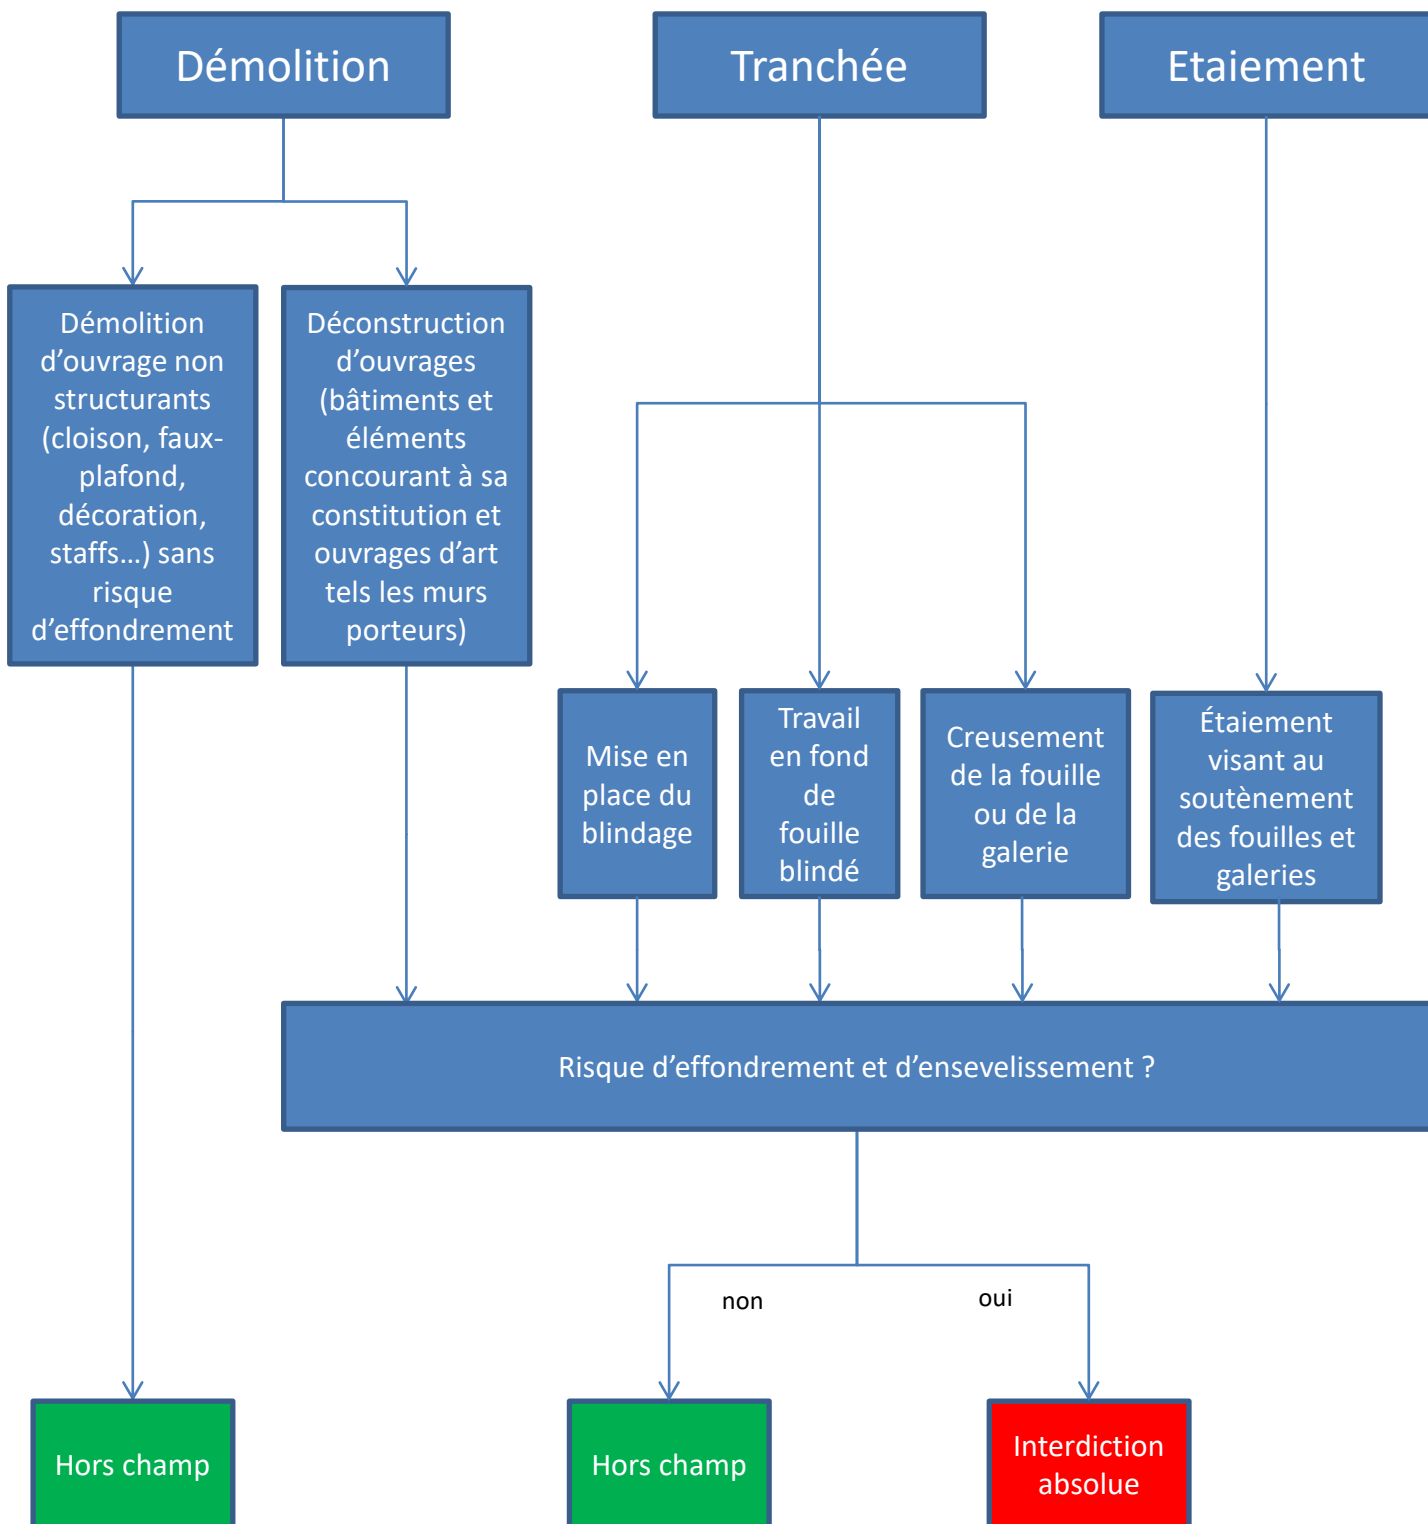 Démolition
Tranchée
Etaiement
Démolition
d’ouvrage non
structurants
(cloison, faux-
plafond,
décoration,
staffs…) sans
risque
d’effondrement
Déconstruction
d’ouvrages
(bâtiments et
éléments
concourant à sa
constitution et
ouvrages d’art
tels les murs
porteurs)
Mise en
place du
blindage
Travail
en fond
de
fouille
blindé
Creusement
de la fouille
ou de la
galerie
Étaiement
visant au
soutènement
des fouilles et
galeries
Risque d’effondrement et d’ensevelissement ?
non
oui
Hors champ
Hors champ
Interdiction
absolue